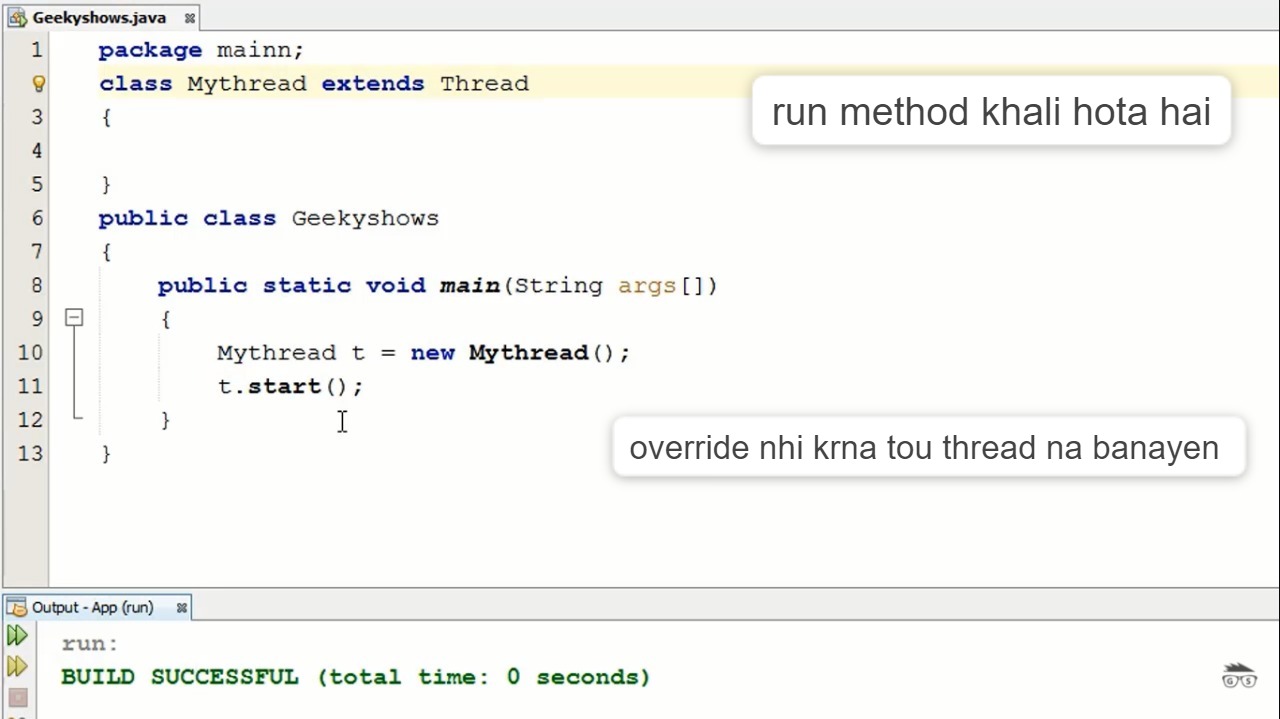 Geekyshows.java
1 package mainn;
class Mythread extends Thread
run method khali hota hai
3 {
4
5 }
6 public class Geekyshows
7 {
8 public static void main(String args[])
9 {
10 Mythread t = new Mythread();
11 t.start();
12 }
override nhi krna tou thread na banayen
13 }
Output - App (run)
run:
BUILD SUCCESSFUL (total time: 0 seconds)
G S